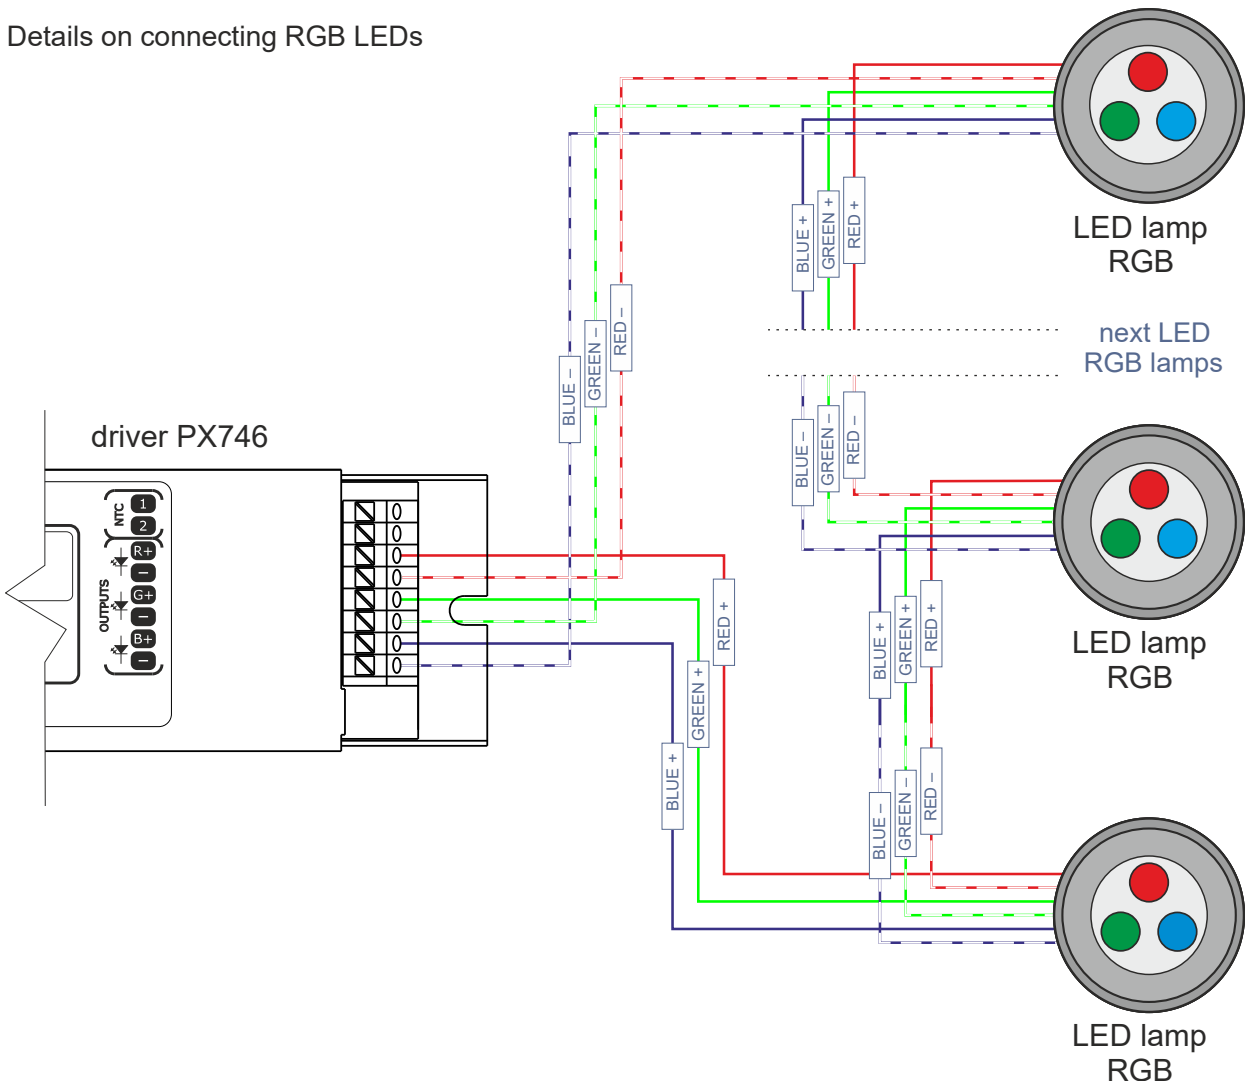 Details on connecting RGB LEDs
LED lamp
RGB
BLUE +
GREEN +
RED +
next LED
RGB lamps
BLUE –
GREEN –
RED –
BLUE –
GREEN –
RED –
driver PX746
NTC
1
2
OUTPUTS
R+
–
G+
–
B+
–
RED +
GREEN +
BLUE +
BLUE +
GREEN +
RED +
LED lamp
RGB
BLUE –
GREEN –
RED –
LED lamp
RGB